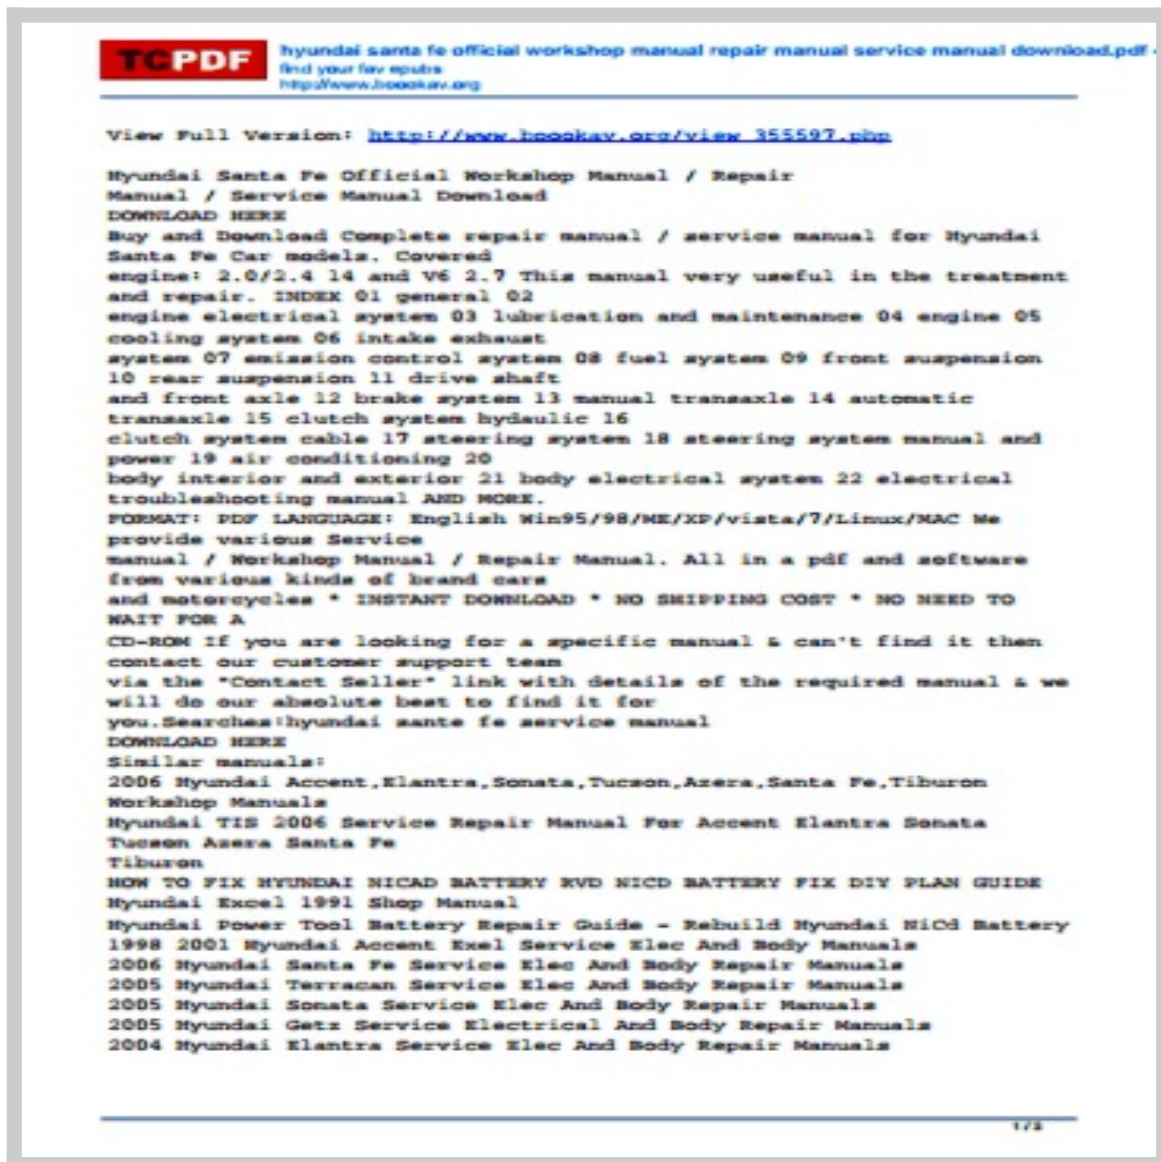 TCPDF
hyundai santa fe official workshop manual repair manual service manual download.pdf
find your fav epubs
http://www.boookav.org
View Full Version: http://www.boookav.org/view_355597.php
Hyundai Santa Fe Official Workshop Manual / Repair
Manual / Service Manual Download
DOWNLOAD HERE
Buy and Download Complete repair manual / service manual for Hyundai
Santa Fe Car models. Covered
engine: 2.0/2.4 l4 and V6 2.7 This manual very useful in the treatment
and repair. INDEX 01 general 02
engine electrical system 03 lubrication and maintenance 04 engine 05
cooling system 06 intake exhaust
system 07 emission control system 08 fuel system 09 front suspension
10 rear suspension 11 drive shaft
and front axle 12 brake system 13 manual transaxle 14 automatic
transaxle 15 clutch system hydaulic 16
clutch system cable 17 steering system 18 steering system manual and
power 19 air conditioning 20
body interior and exterior 21 body electrical system 22 electrical
troubleshooting manual AND MORE.
FORMAT: PDF LANGUAGE: English Win95/98/ME/XP/vista/7/Linux/MAC We
provide various Service
manual / Workshop Manual / Repair Manual. All in a pdf and software
from various kinds of brand cars
and motorcycles * INSTANT DOWNLOAD * NO SHIPPING COST * NO NEED TO
WAIT FOR A
CD-ROM If you are looking for a specific manual & can't find it then
contact our customer support team
via the "Contact Seller" link with details of the required manual & we
will do our absolute best to find it for
you.Searches:hyundai sante fe service manual
DOWNLOAD HERE
Similar manuals:
2006 Hyundai Accent,Elantra,Sonata,Tucson,Azera,Santa Fe,Tiburon
Workshop Manuals
Hyundai TIS 2006 Service Repair Manual For Accent Elantra Sonata
Tucson Azera Santa Fe
Tiburon
HOW TO FIX HYUNDAI NICAD BATTERY RVD NICD BATTERY FIX DIY PLAN GUIDE
Hyundai Excel 1991 Shop Manual
Hyundai Power Tool Battery Repair Guide - Rebuild Hyundai NiCd Battery
1998 2001 Hyundai Accent Exel Service Elec And Body Manuals
2006 Hyundai Santa Fe Service Elec And Body Repair Manuals
2005 Hyundai Terracan Service Elec And Body Repair Manuals
2005 Hyundai Sonata Service Elec And Body Repair Manuals
2005 Hyundai Getz Service Electrical And Body Repair Manuals
2004 Hyundai Elantra Service Elec And Body Repair Manuals